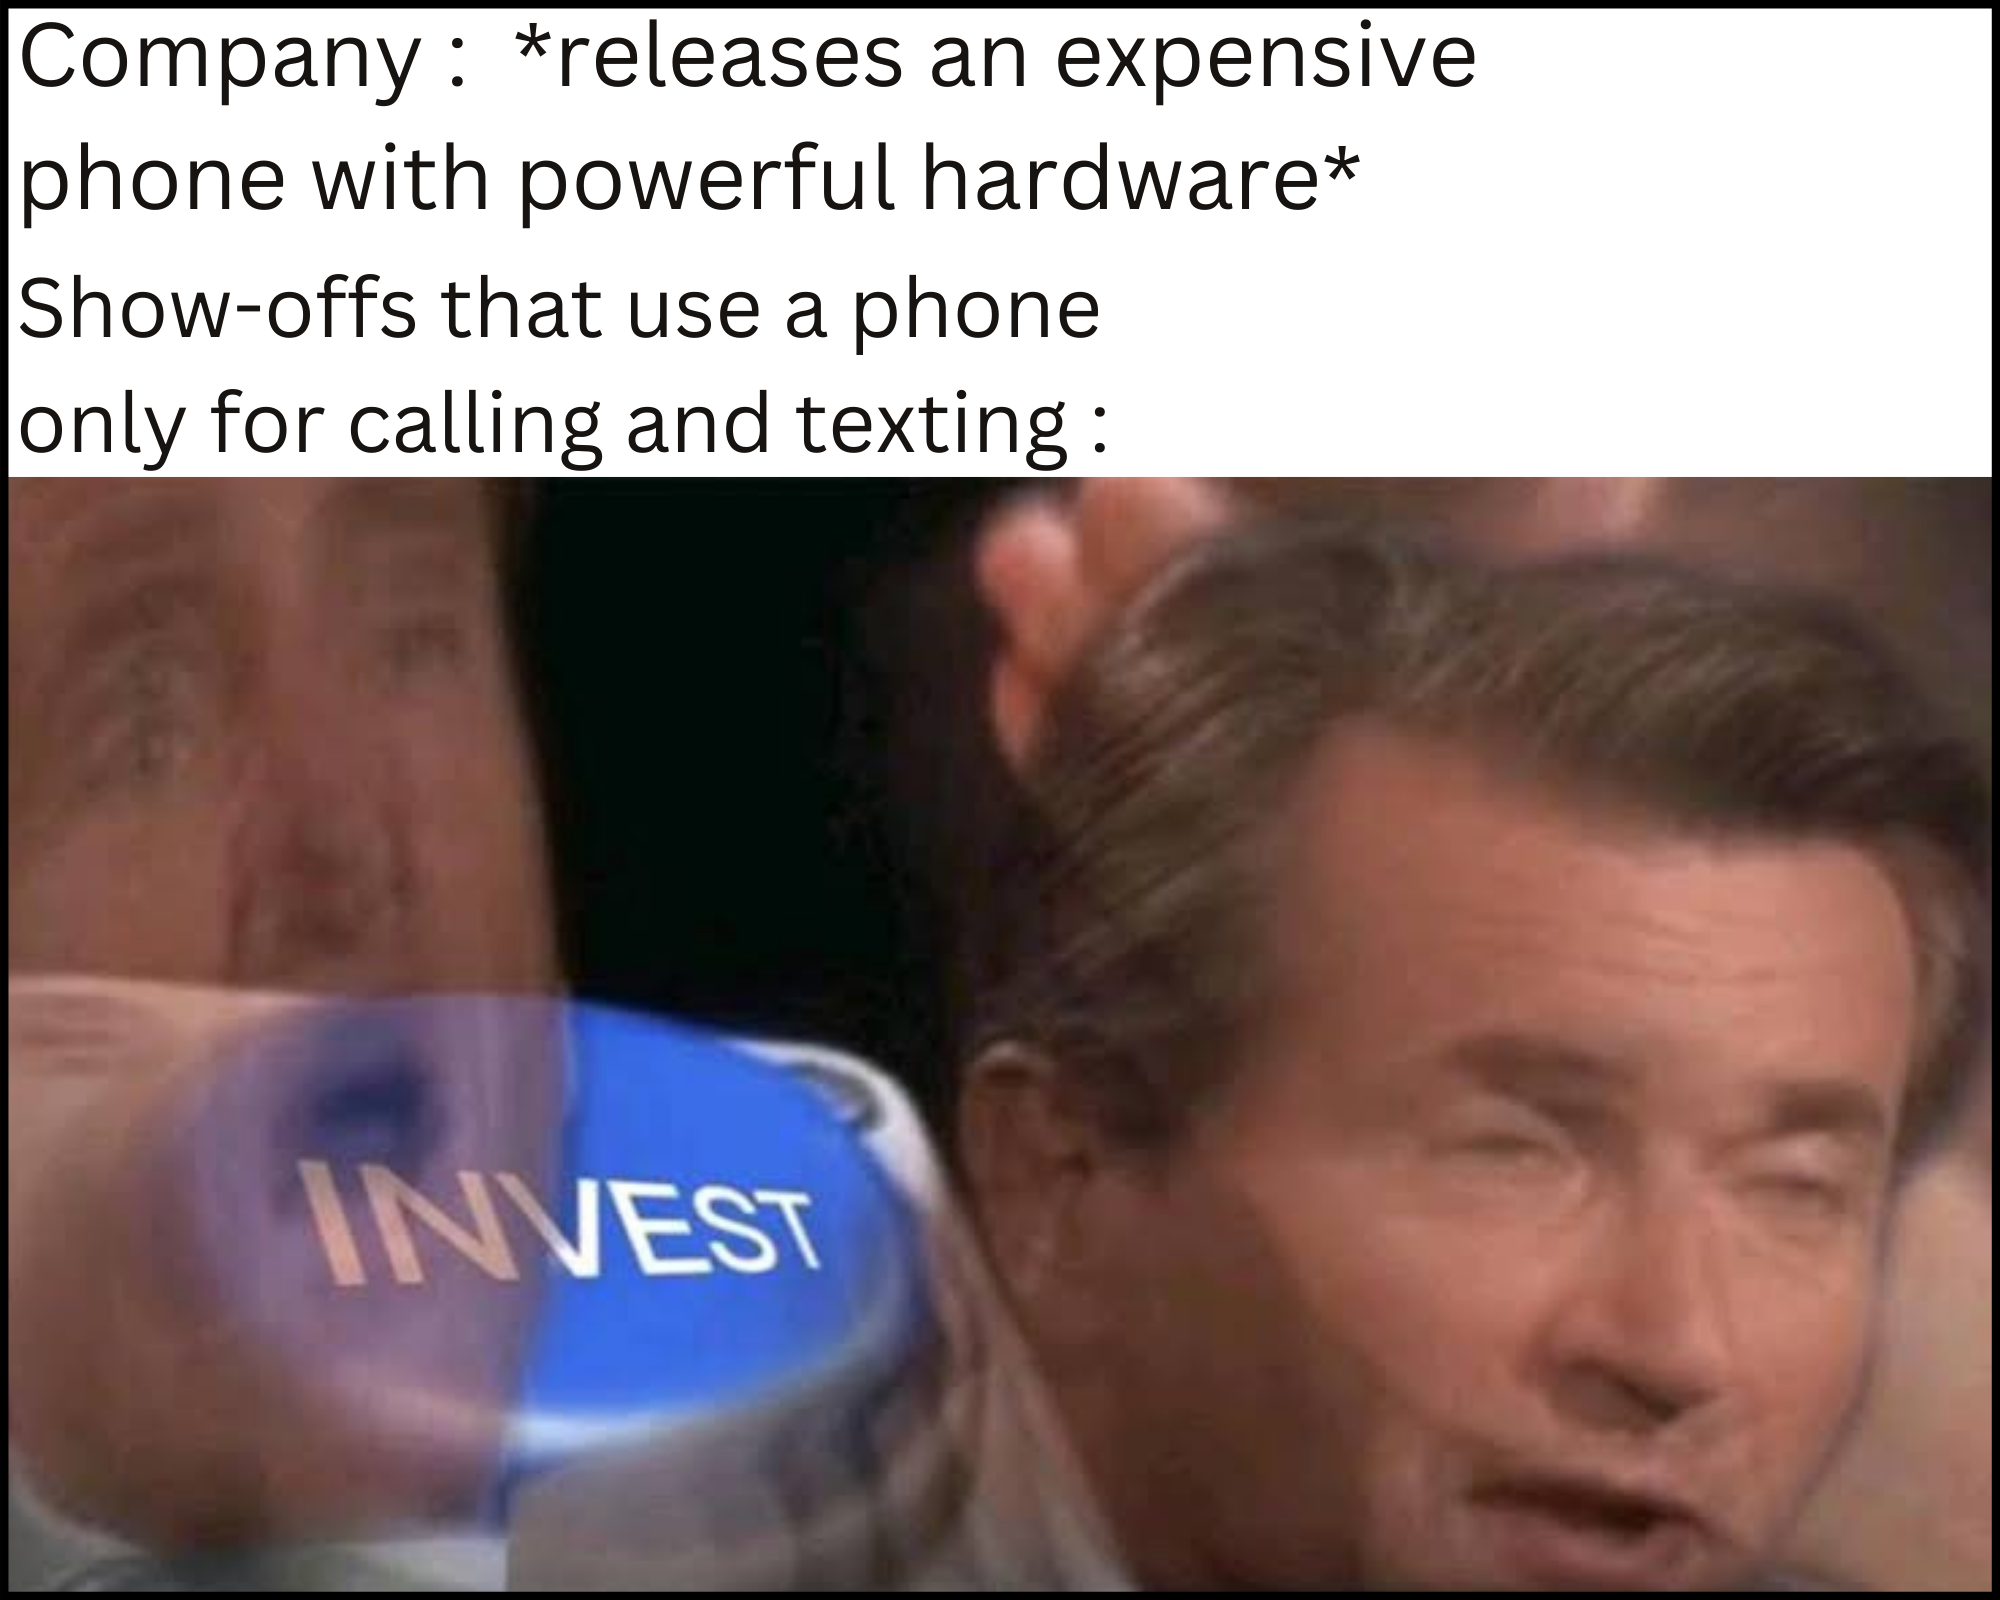 Company :  *releases an expensive
phone with powerful hardware*
Show-offs that use a phone
only for calling and texting :
INVEST